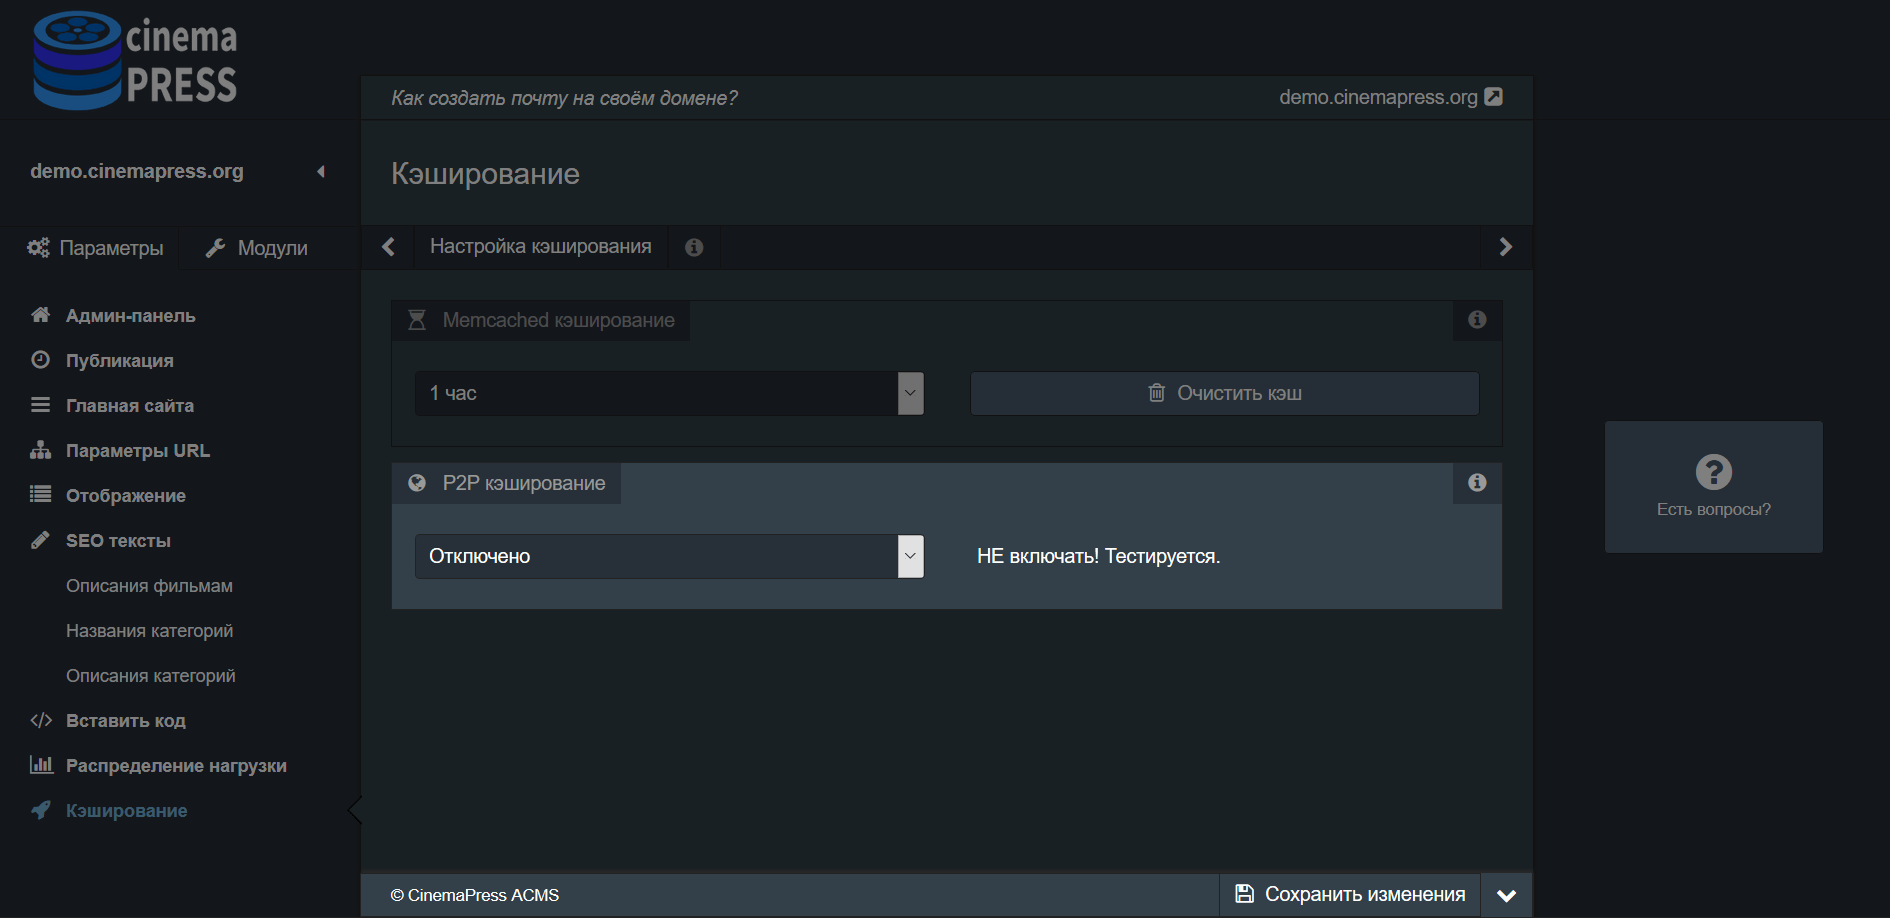 cinema
PRESS
Как создать почту на своём домене?
demo.cinemapress.org
demo.cinemapress.org
Кэширование
Параметры
Модули
Настройка кэширования
Админ-панель
Публикация
Главная сайта
Параметры URL
Отображение
SEO тексты
Описания фильмам
Названия категорий
Описания категорий
Вставить код
Распределение нагрузки
Кэширование
Memcached кэширование
1 час
Очистить кэш
P2P кэширование
Отключено
НЕ включать! Тестируется.
Есть вопросы?
© CinemaPress ACMS
Сохранить изменения